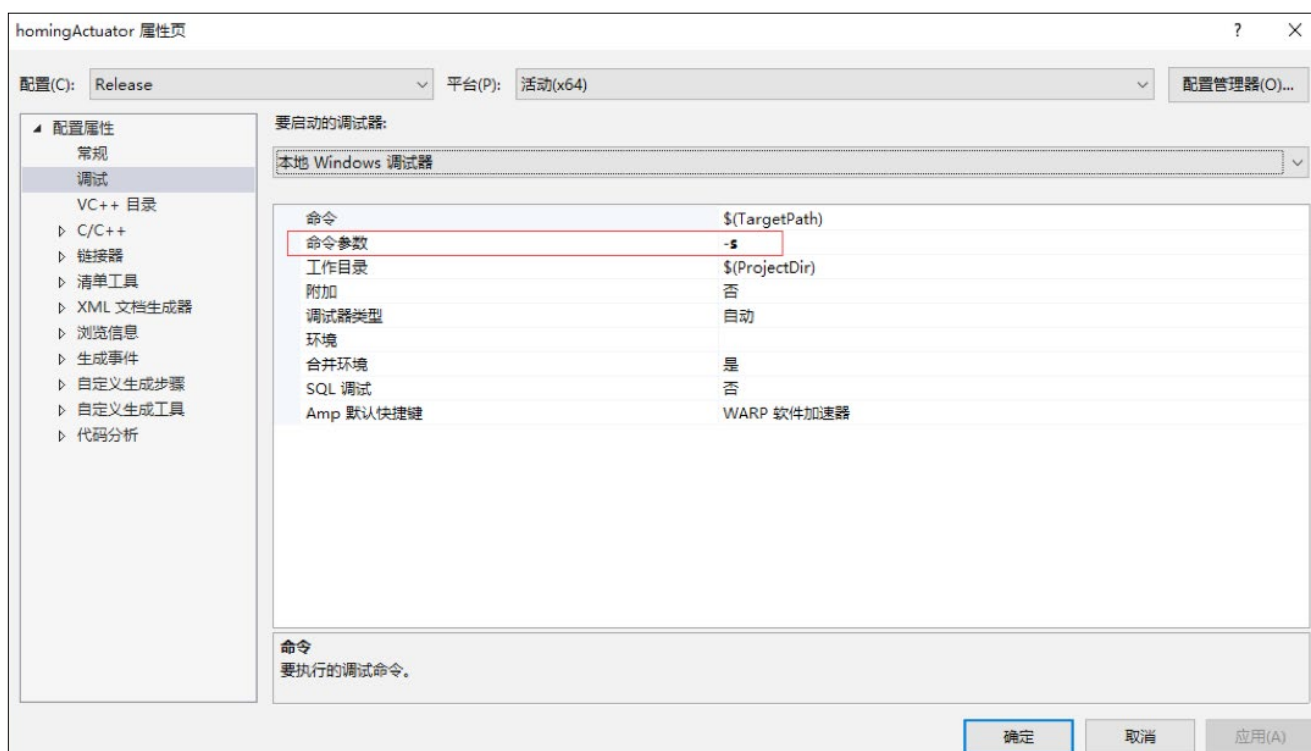 homingActuator 属性页
?
配置(C): Release 平台(P): 活动(x64) 配置管理器(O)...
配置属性
常规
调试
VC++ 目录
C/C++
链接器
清单工具
XML 文档生成器
浏览信息
生成事件
自定义生成步骤
自定义生成工具
代码分析
要启动的调试器:
本地 Windows 调试器
命令 $(TargetPath)
命令参数 -s
工作目录 $(ProjectDir)
附加 否
调试器类型 自动
环境
合并环境 是
SQL 调试 否
Amp 默认快捷键 WARP 软件加速器
命令
要执行的调试命令。
确定 取消 应用(A)